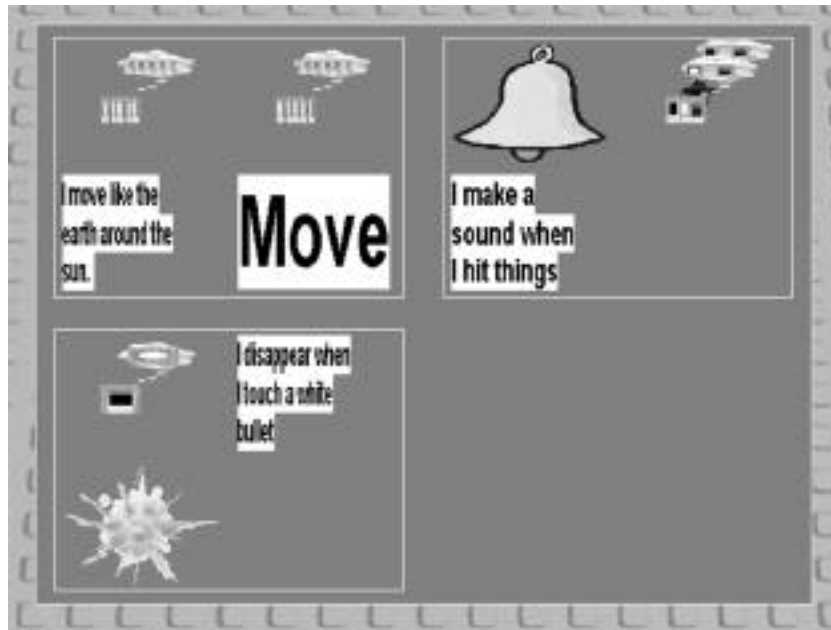 I move like the
earth around the
sun.
Move
I make a
sound when
I hit things
I disappear when
I touch a white
bullet